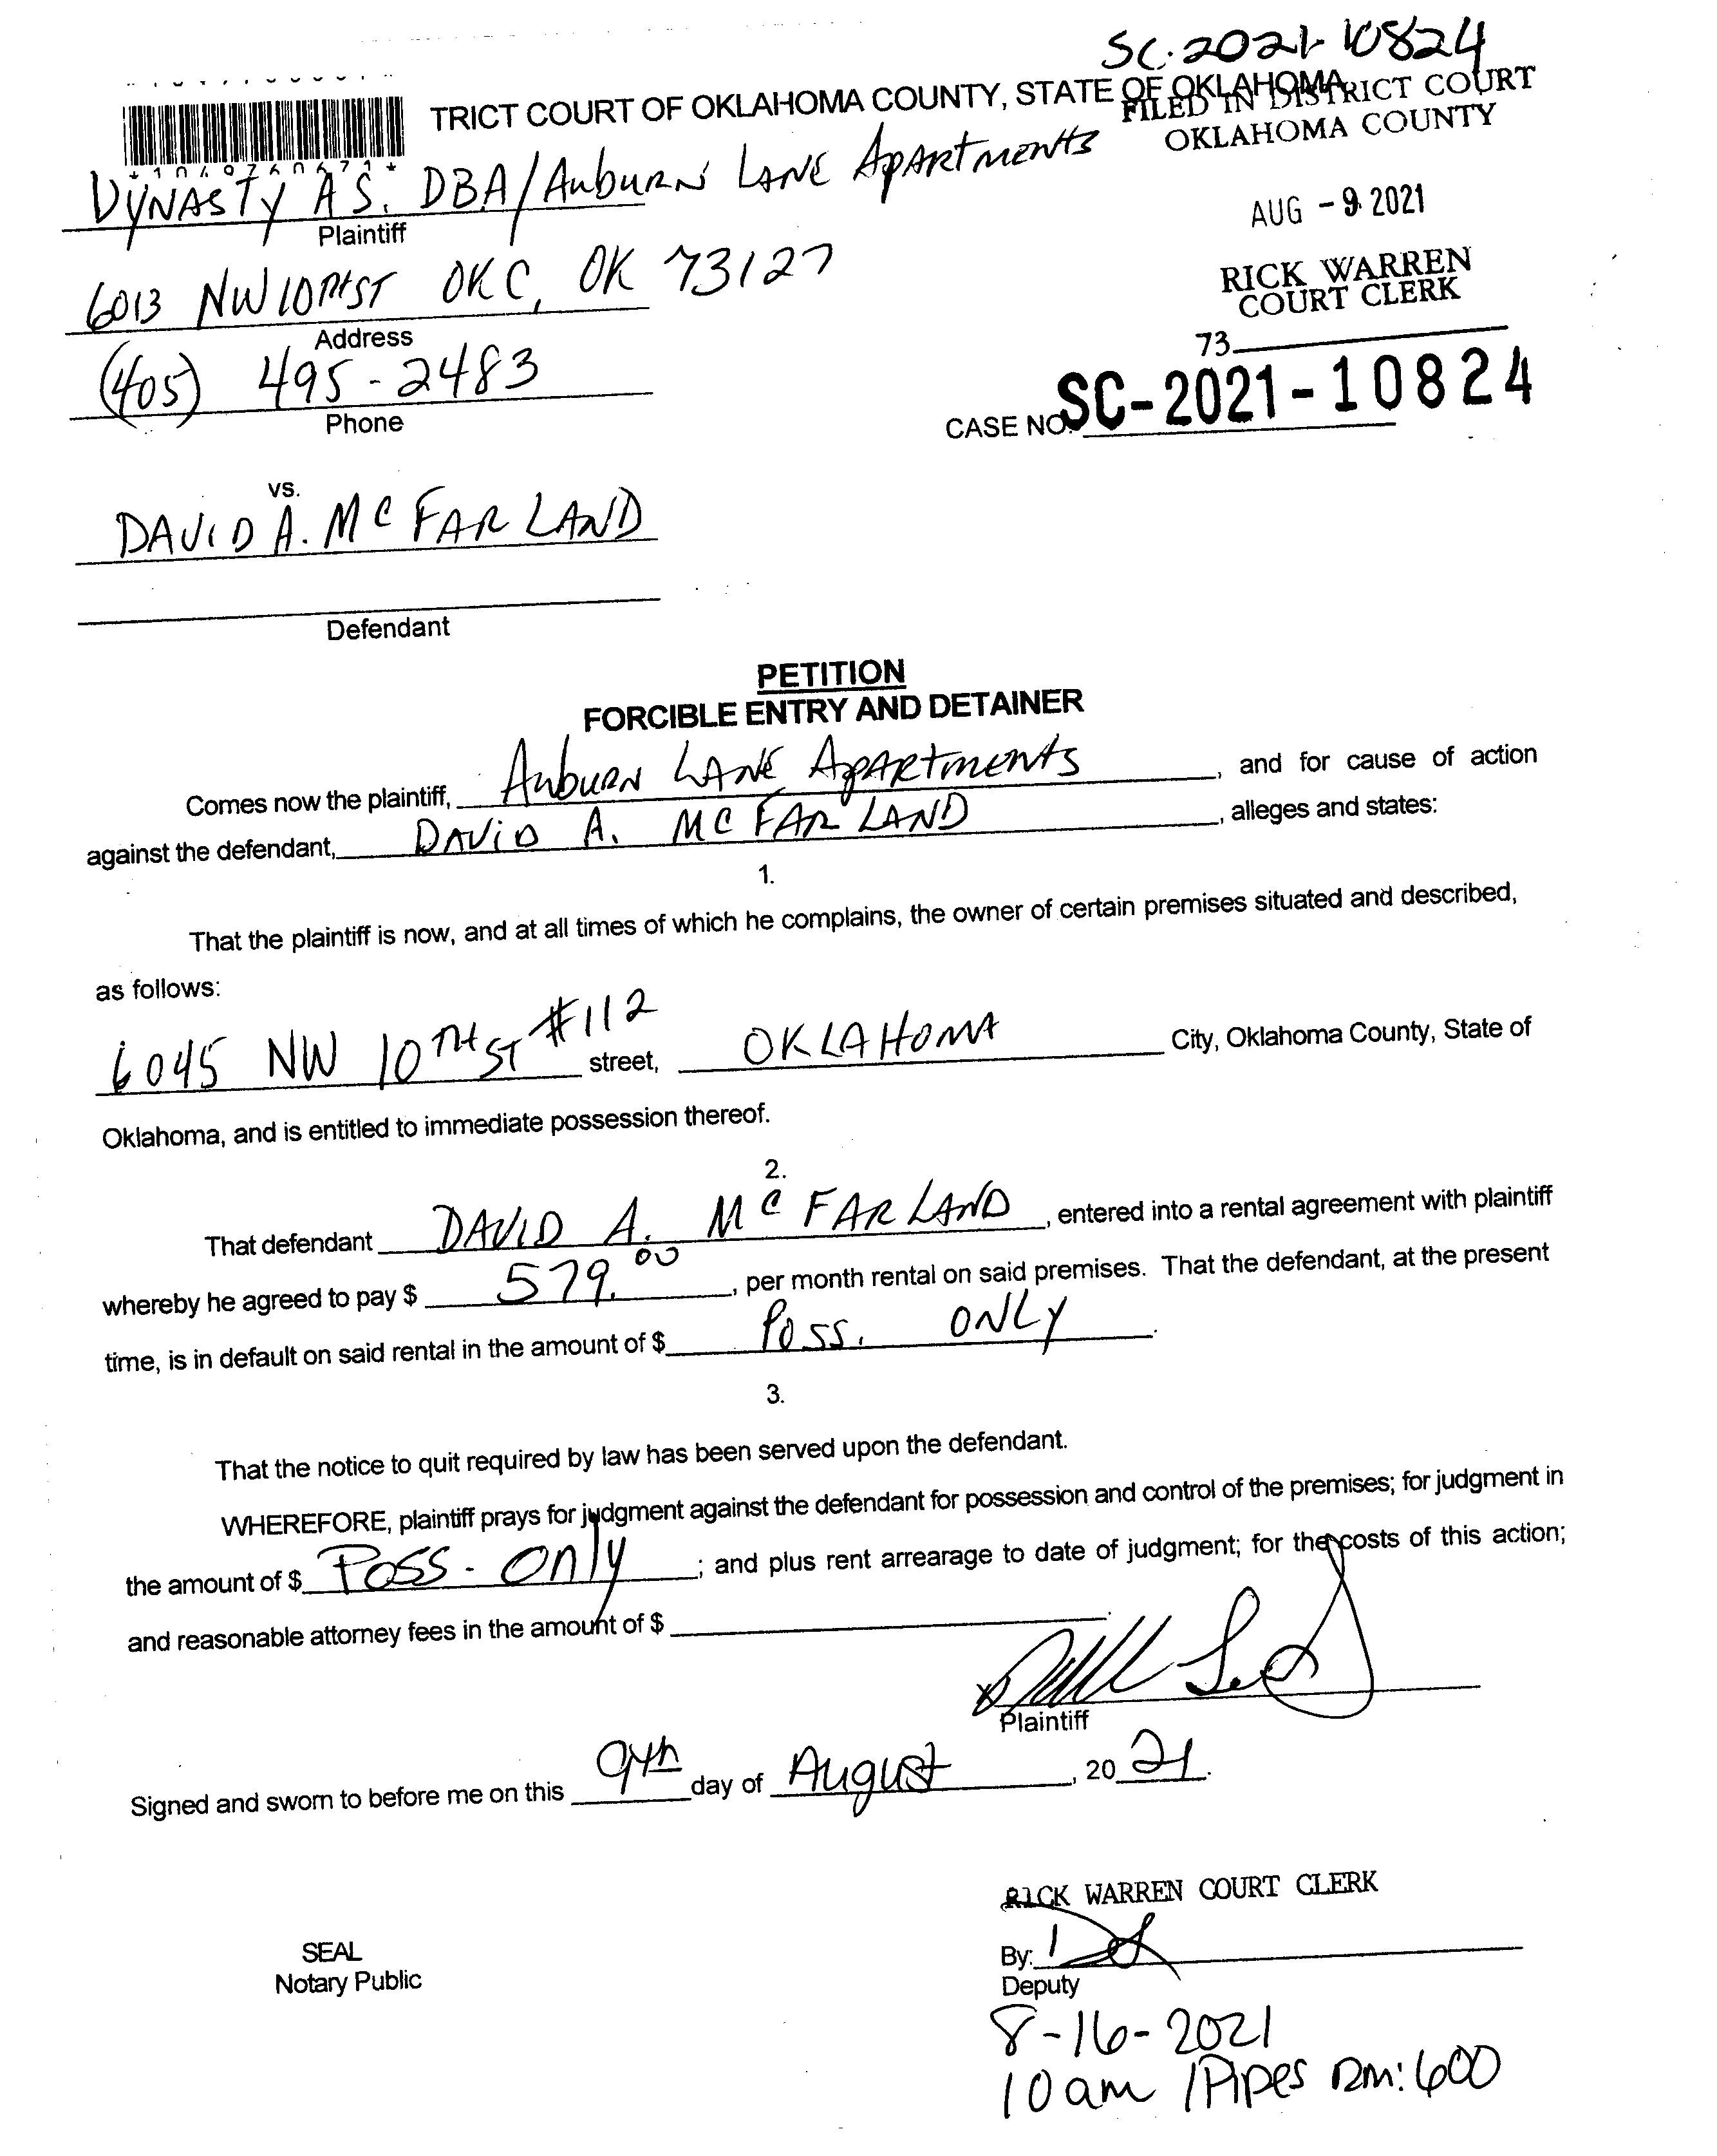 SC-2021-10824
TRICT COURT OF OKLAHOMA COUNTY, STATE OF OKLAHOMA
FILED IN DISTRICT COURT
OKLAHOMA COUNTY
DYNASTY AS. DBA/AuburN LANE ApARtmeNts
Plaintiff
AUG - 9 2021
6013 NW 10TH ST OKC, OK 73127
Address
RICK WARREN
COURT CLERK
73
(405) 495-2483
Phone
CASE NO. SC-2021-10824
vs.
DAVID A. MCFARLAND
Defendant
PETITION
FORCIBLE ENTRY AND DETAINER
Comes now the plaintiff, AuburN LANE ApARtmeNts, and for cause of action
against the defendant, DAViD A. MCFARLAND, alleges and states:
1.
That the plaintiff is now, and at all times of which he complains, the owner of certain premises situated and described,
as follows:
6045 NW 10TH ST #112 street, OKLAHOMA City, Oklahoma County, State of
Oklahoma, and is entitled to immediate possession thereof.
2.
That defendant DAVID A. MCFARLAND, entered into a rental agreement with plaintiff
whereby he agreed to pay $ 579.00, per month rental on said premises. That the defendant, at the present
time, is in default on said rental in the amount of $ Poss. ONLY.
3.
That the notice to quit required by law has been served upon the defendant.
WHEREFORE, plaintiff prays for judgment against the defendant for possession and control of the premises; for judgment in
the amount of $ Poss - Only; and plus rent arrearage to date of judgment; for the costs of this action;
and reasonable attorney fees in the amount of $
Plaintiff
Signed and sworn to before me on this 9th day of August, 2021.
RICK WARREN COURT CLERK
SEAL
Notary Public
By:
Deputy
8-16-2021
10am /Pipes Rm: 600